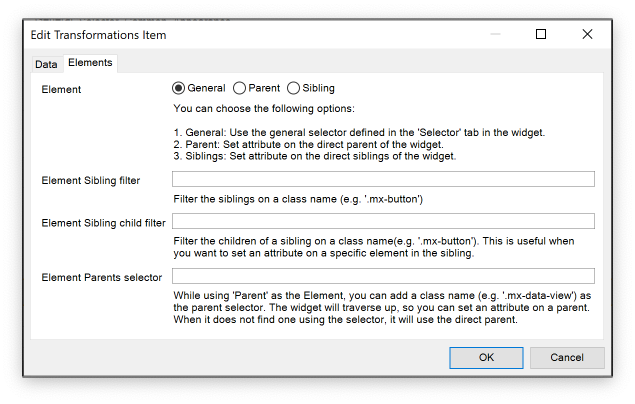 Edit Transformations Item
Data Elements
Element General Parent Sibling
You can choose the following options:
1. General: Use the general selector defined in the 'Selector' tab in the widget.
2. Parent: Set attribute on the direct parent of the widget.
3. Siblings: Set attribute on the direct siblings of the widget.
Element Sibling filter
Filter the siblings on a class name (e.g. '.mx-button')
Element Sibling child filter
Filter the children of a sibling on a class name(e.g. '.mx-button'). This is useful when
you want to set an attribute on a specific element in the sibling.
Element Parents selector
While using 'Parent' as the Element, you can add a class name (e.g. '.mx-data-view') as
the parent selector. The widget will traverse up, so you can set an attribute on a parent.
When it does not find one using the selector, it will use the direct parent.
OK Cancel